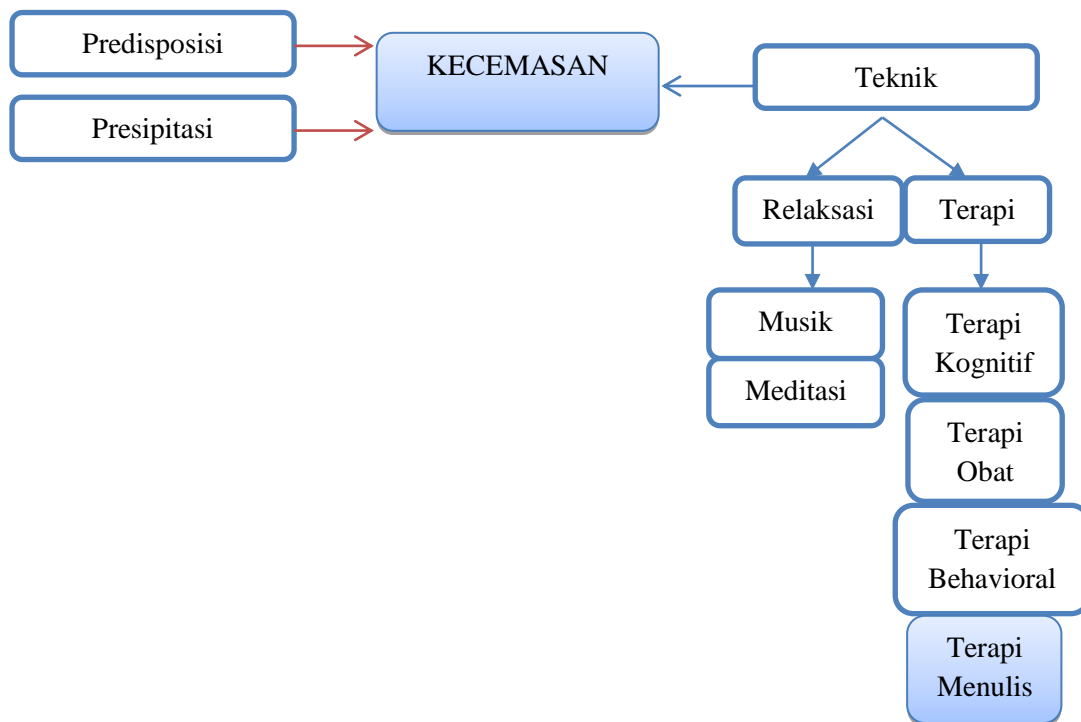 Predisposisi
KECEMASAN
Teknik
Presipitasi
Relaksasi
Terapi
Musik
Meditasi
Terapi
Kognitif
Terapi
Obat
Terapi
Behavioral
Terapi
Menulis